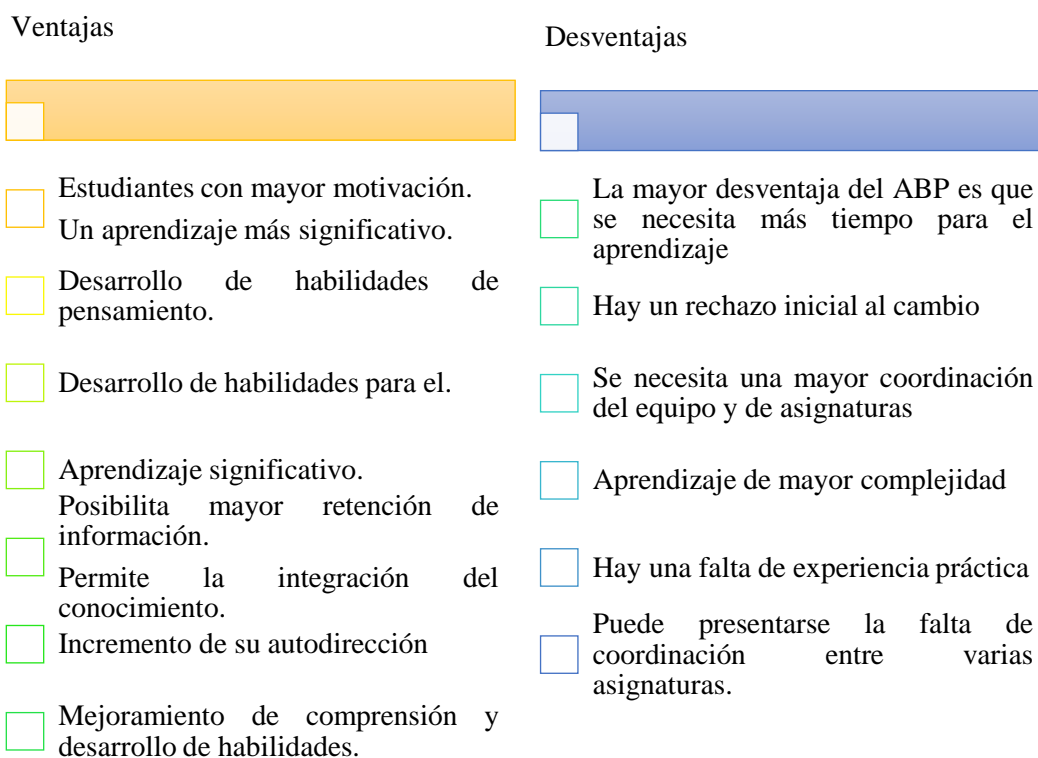 Ventajas
Estudiantes con mayor motivación.
Un aprendizaje más significativo.
Desarrollo de habilidades de
pensamiento.
Desarrollo de habilidades para el.
Aprendizaje significativo.
Posibilita mayor retención de
información.
Permite la integración del
conocimiento.
Incremento de su autodirección
Mejoramiento de comprensión y
desarrollo de habilidades.
Desventajas
La mayor desventaja del ABP es que
se necesita más tiempo para el
aprendizaje
Hay un rechazo inicial al cambio
Se necesita una mayor coordinación
del equipo y de asignaturas
Aprendizaje de mayor complejidad
Hay una falta de experiencia práctica
Puede presentarse la falta de
coordinación entre varias
asignaturas.